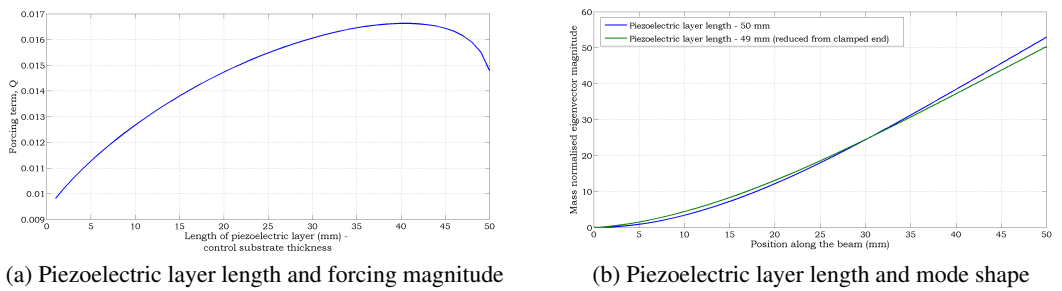 0.017
0.016
0.015
0.014
0.013
0.012
0.011
0.01
0.009
Forcing term, Q
0 5 10 15 20 25 30 35 40 45 50
Length of piezoelectric layer (mm) -
control substrate thickness
(a) Piezoelectric layer length and forcing magnitude
60
50
40
30
20
10
0
Mass normalised eigenvector magnitude
Piezoelectric layer length - 50 mm
Piezoelectric layer length - 49 mm (reduced from clamped end)
0 5 10 15 20 25 30 35 40 45 50
Position along the beam (mm)
(b) Piezoelectric layer length and mode shape